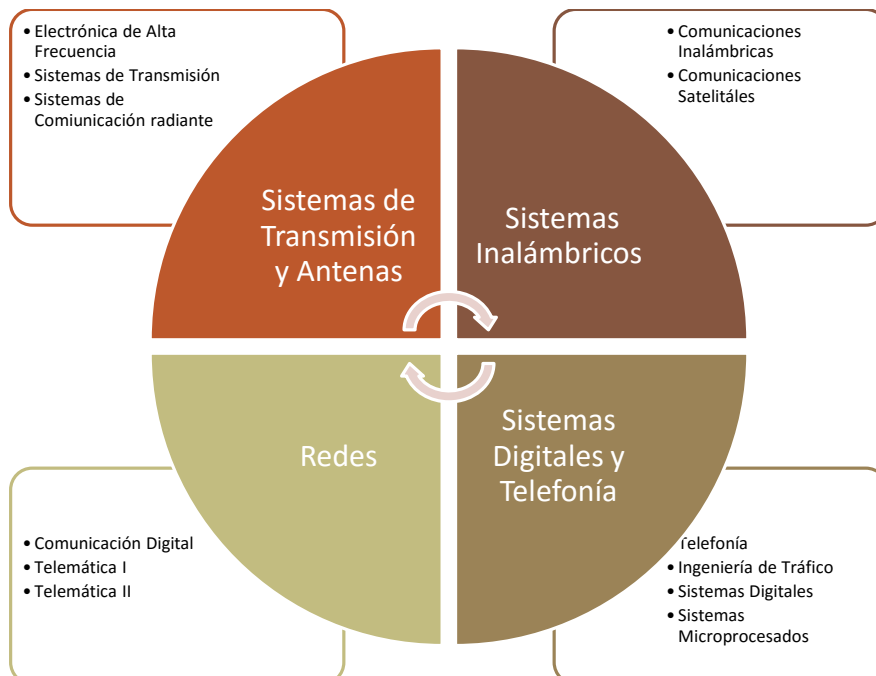 • Electrónica de Alta
Frecuencia
• Sistemas de Transmisión
• Sistemas de
Comiunicación radiante
• Comunicaciones
Inalámbricas
• Comunicaciones
Satelitáles
Sistemas de
Transmisión
y Antenas
Sistemas
Inalámbricos
Redes
Sistemas
Digitales y
Telefonía
• Comunicación Digital
• Telemática I
• Telemática II
Telefonía
• Ingeniería de Tráfico
• Sistemas Digitales
• Sistemas
Microprocesados